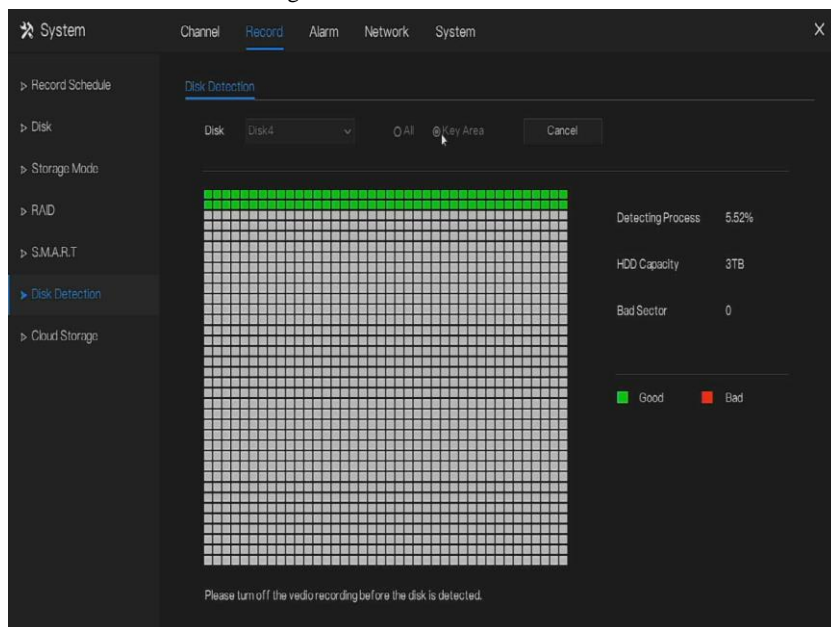 System
Channel Record Alarm Network System X
Record Schedule
Disk
Storage Mode
RAID
S.M.A.R.T
Disk Detection
Cloud Storage
Disk Detection
Disk Disk4 All Key Area Cancel
Detecting Process 5.52%
HDD Capacity 3TB
Bad Sector 0
Good Bad
Please turn off the vedio recording before the disk is detected.